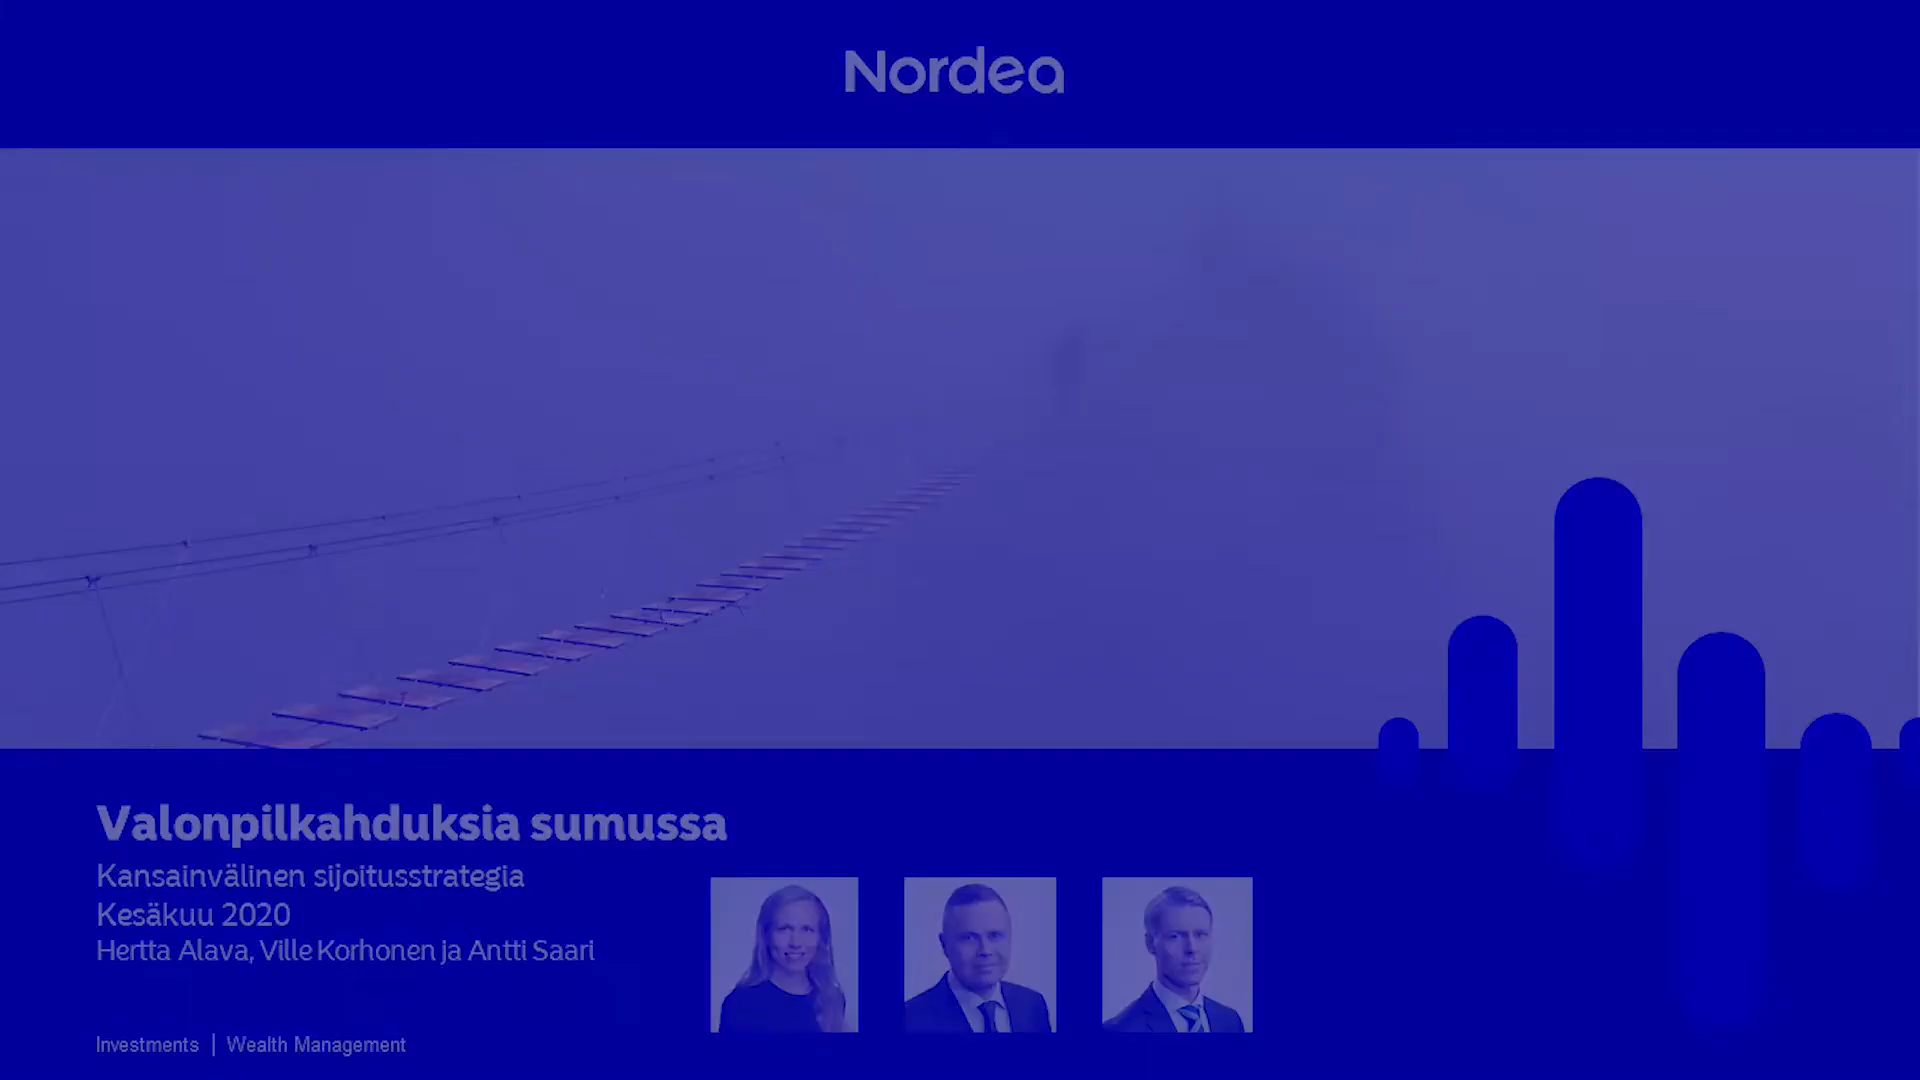 Nordea
Valonpilkahduksia sumussa
Kansainvälinen sijoitusstrategia
Kesäkuu 2020
Hertta Alava, Ville Korhonen ja Antti Saari
Investments | Wealth Management